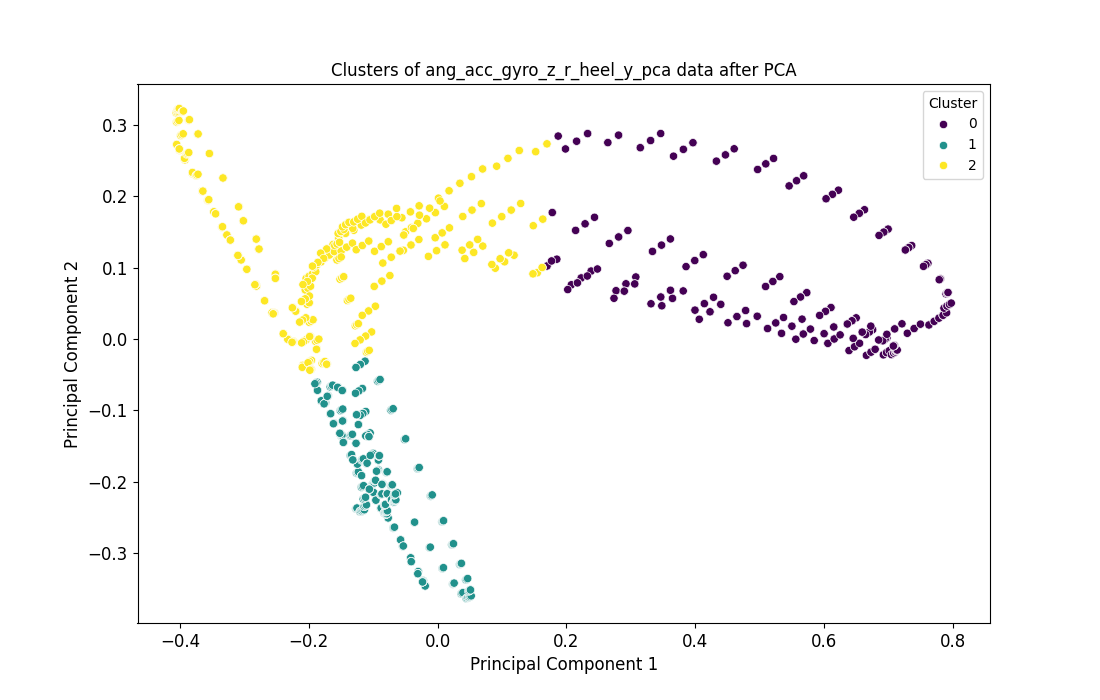 Clusters of ang_acc_gyro_z_r_heel_y_pca data after PCA
Cluster
0
1
2
0.3
0.2
0.1
0.0
−0.1
−0.2
−0.3
Principal Component 2
−0.4 −0.2 0.0 0.2 0.4 0.6 0.8
Principal Component 1